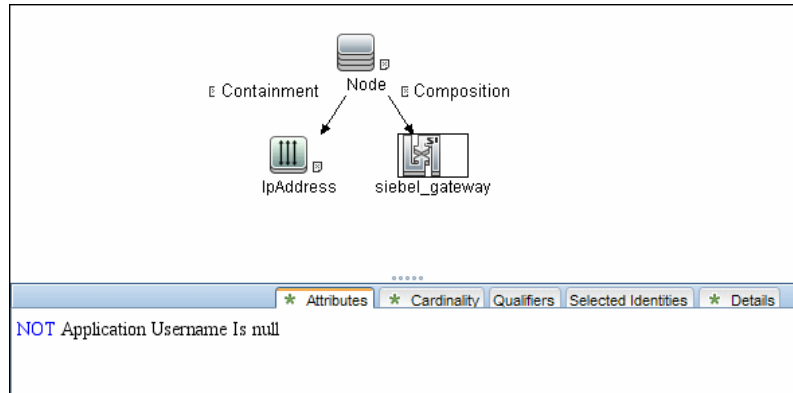 Node
Containment
Composition
IpAddress
siebel_gateway
* Attributes
* Cardinality
Qualifiers
Selected Identities
* Details
NOT Application Username Is null